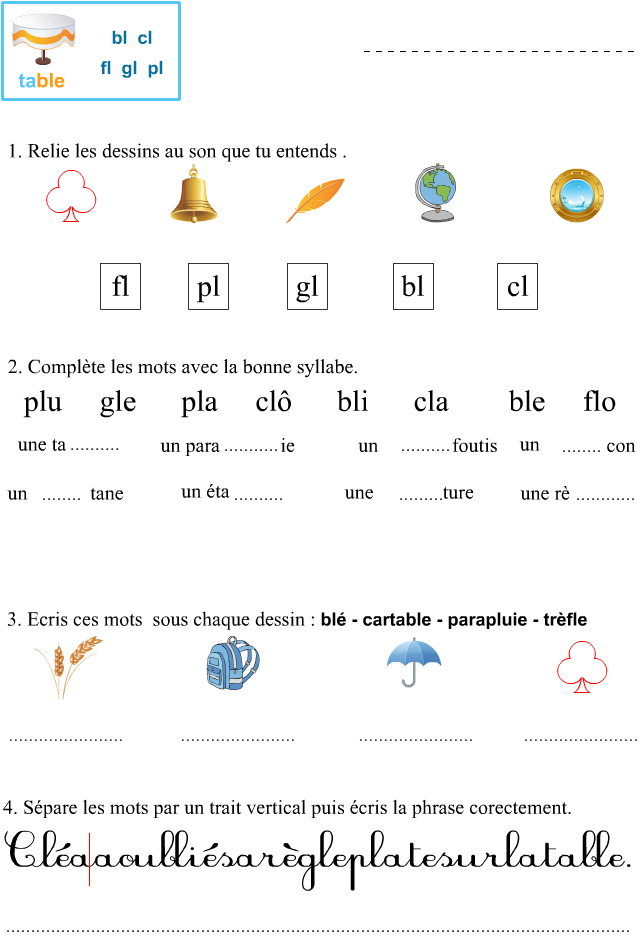 bl cl
fl gl pl
table
1. Relie les dessins au son que tu entends .
fl pl gl bl cl
2. Complète les mots avec la bonne syllabe.
plu gle pla clô bli cla ble flo
une ta .......... un para ........... ie un .......... foutis un ........ con
un ........ tane un éta .......... une .........ture une rè ............
3. Ecris ces mots sous chaque dessin : blé - cartable - parapluie - trèfle
....................... ....................... ....................... .......................
4. Sépare les mots par un trait vertical puis écris la phrase corectement.
Cléa|aoubliésarègleplatesurlatable.